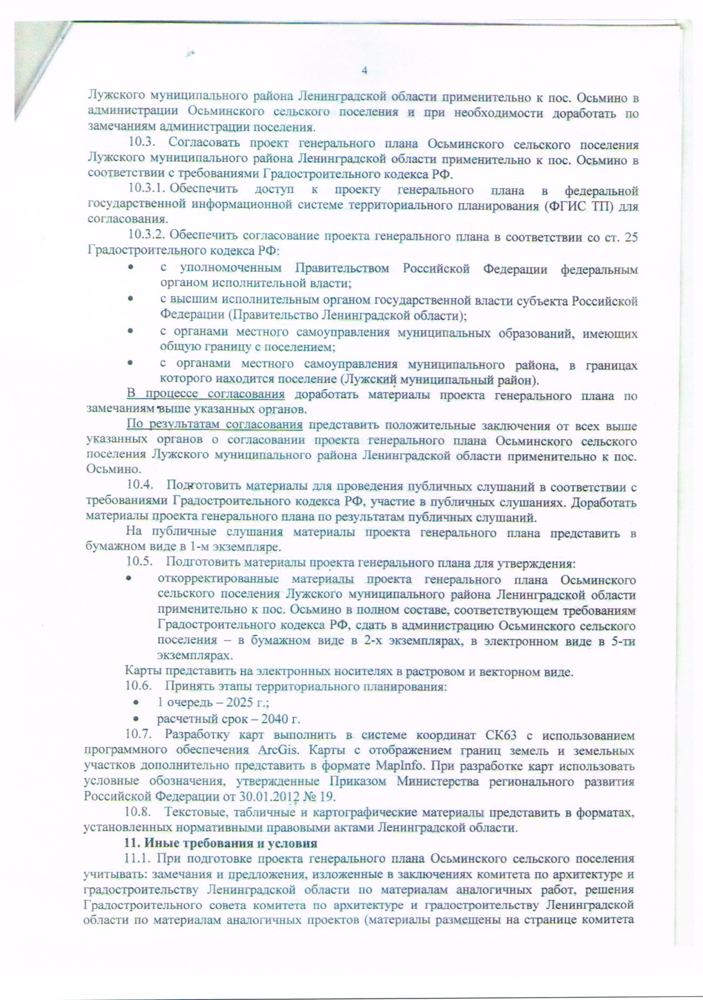 4
Лужского муниципального района Ленинградской области применительно к пос. Осьмино в
администрации Осьминского сельского поселения и при необходимости доработать по
замечаниям администрации поселения.
10.3. Согласовать проект генерального плана Осьминского сельского поселения
Лужского муниципального района Ленинградской области применительно к пос. Осьмино в
соответствии с требованиями Градостроительного кодекса РФ.
10.3.1. Обеспечить доступ к проекту генерального плана в федеральной
государственной информационной системе территориального планирования (ФГИС ТП) для
согласования.
10.3.2. Обеспечить согласование проекта генерального плана в соответствии со ст. 25
Градостроительного кодекса РФ:
• с уполномоченным Правительством Российской Федерации федеральным
органом исполнительной власти;
• с высшим исполнительным органом государственной власти субъекта Российской
Федерации (Правительство Ленинградской области);
• с органами местного самоуправления муниципальных образований, имеющих
общую границу с поселением;
• с органами местного самоуправления муниципального района, в границах
которого находится поселение (Лужский муниципальный район).
В процессе согласования доработать материалы проекта генерального плана по
замечаниям выше указанных органов.
По результатам согласования представить положительные заключения от всех выше
указанных органов о согласовании проекта генерального плана Осьминского сельского
поселения Лужского муниципального района Ленинградской области применительно к пос.
Осьмино.
10.4. Подготовить материалы для проведения публичных слушаний в соответствии с
требованиями Градостроительного кодекса РФ, участие в публичных слушаниях. Доработать
материалы проекта генерального плана по результатам публичных слушаний.
На публичные слушания материалы проекта генерального плана представить в
бумажном виде в 1-м экземпляре.
10.5. Подготовить материалы проекта генерального плана для утверждения:
• откорректированные материалы проекта генерального плана Осьминского
сельского поселения Лужского муниципального района Ленинградской области
применительно к пос. Осьмино в полном составе, соответствующем требованиям
Градостроительного кодекса РФ, сдать в администрацию Осьминского сельского
поселения – в бумажном виде в 2-х экземплярах, в электронном виде в 5-ти
экземплярах.
Карты представить на электронных носителях в растровом и векторном виде.
10.6. Принять этапы территориального планирования:
• 1 очередь – 2025 г.;
• расчетный срок – 2040 г.
10.7. Разработку карт выполнить в системе координат СК63 с использованием
программного обеспечения ArcGis. Карты с отображением границ земель и земельных
участков дополнительно представить в формате MapInfo. При разработке карт использовать
условные обозначения, утвержденные Приказом Министерства регионального развития
Российской Федерации от 30.01.2012 № 19.
10.8. Текстовые, табличные и картографические материалы представить в форматах,
установленных нормативными правовыми актами Ленинградской области.
11. Иные требования и условия
11.1. При подготовке проекта генерального плана Осьминского сельского поселения
учитывать: замечания и предложения, изложенные в заключениях комитета по архитектуре и
градостроительству Ленинградской области по материалам аналогичных работ, решения
Градостроительного совета комитета по архитектуре и градостроительству Ленинградской
области по материалам аналогичных проектов (материалы размещены на странице комитета